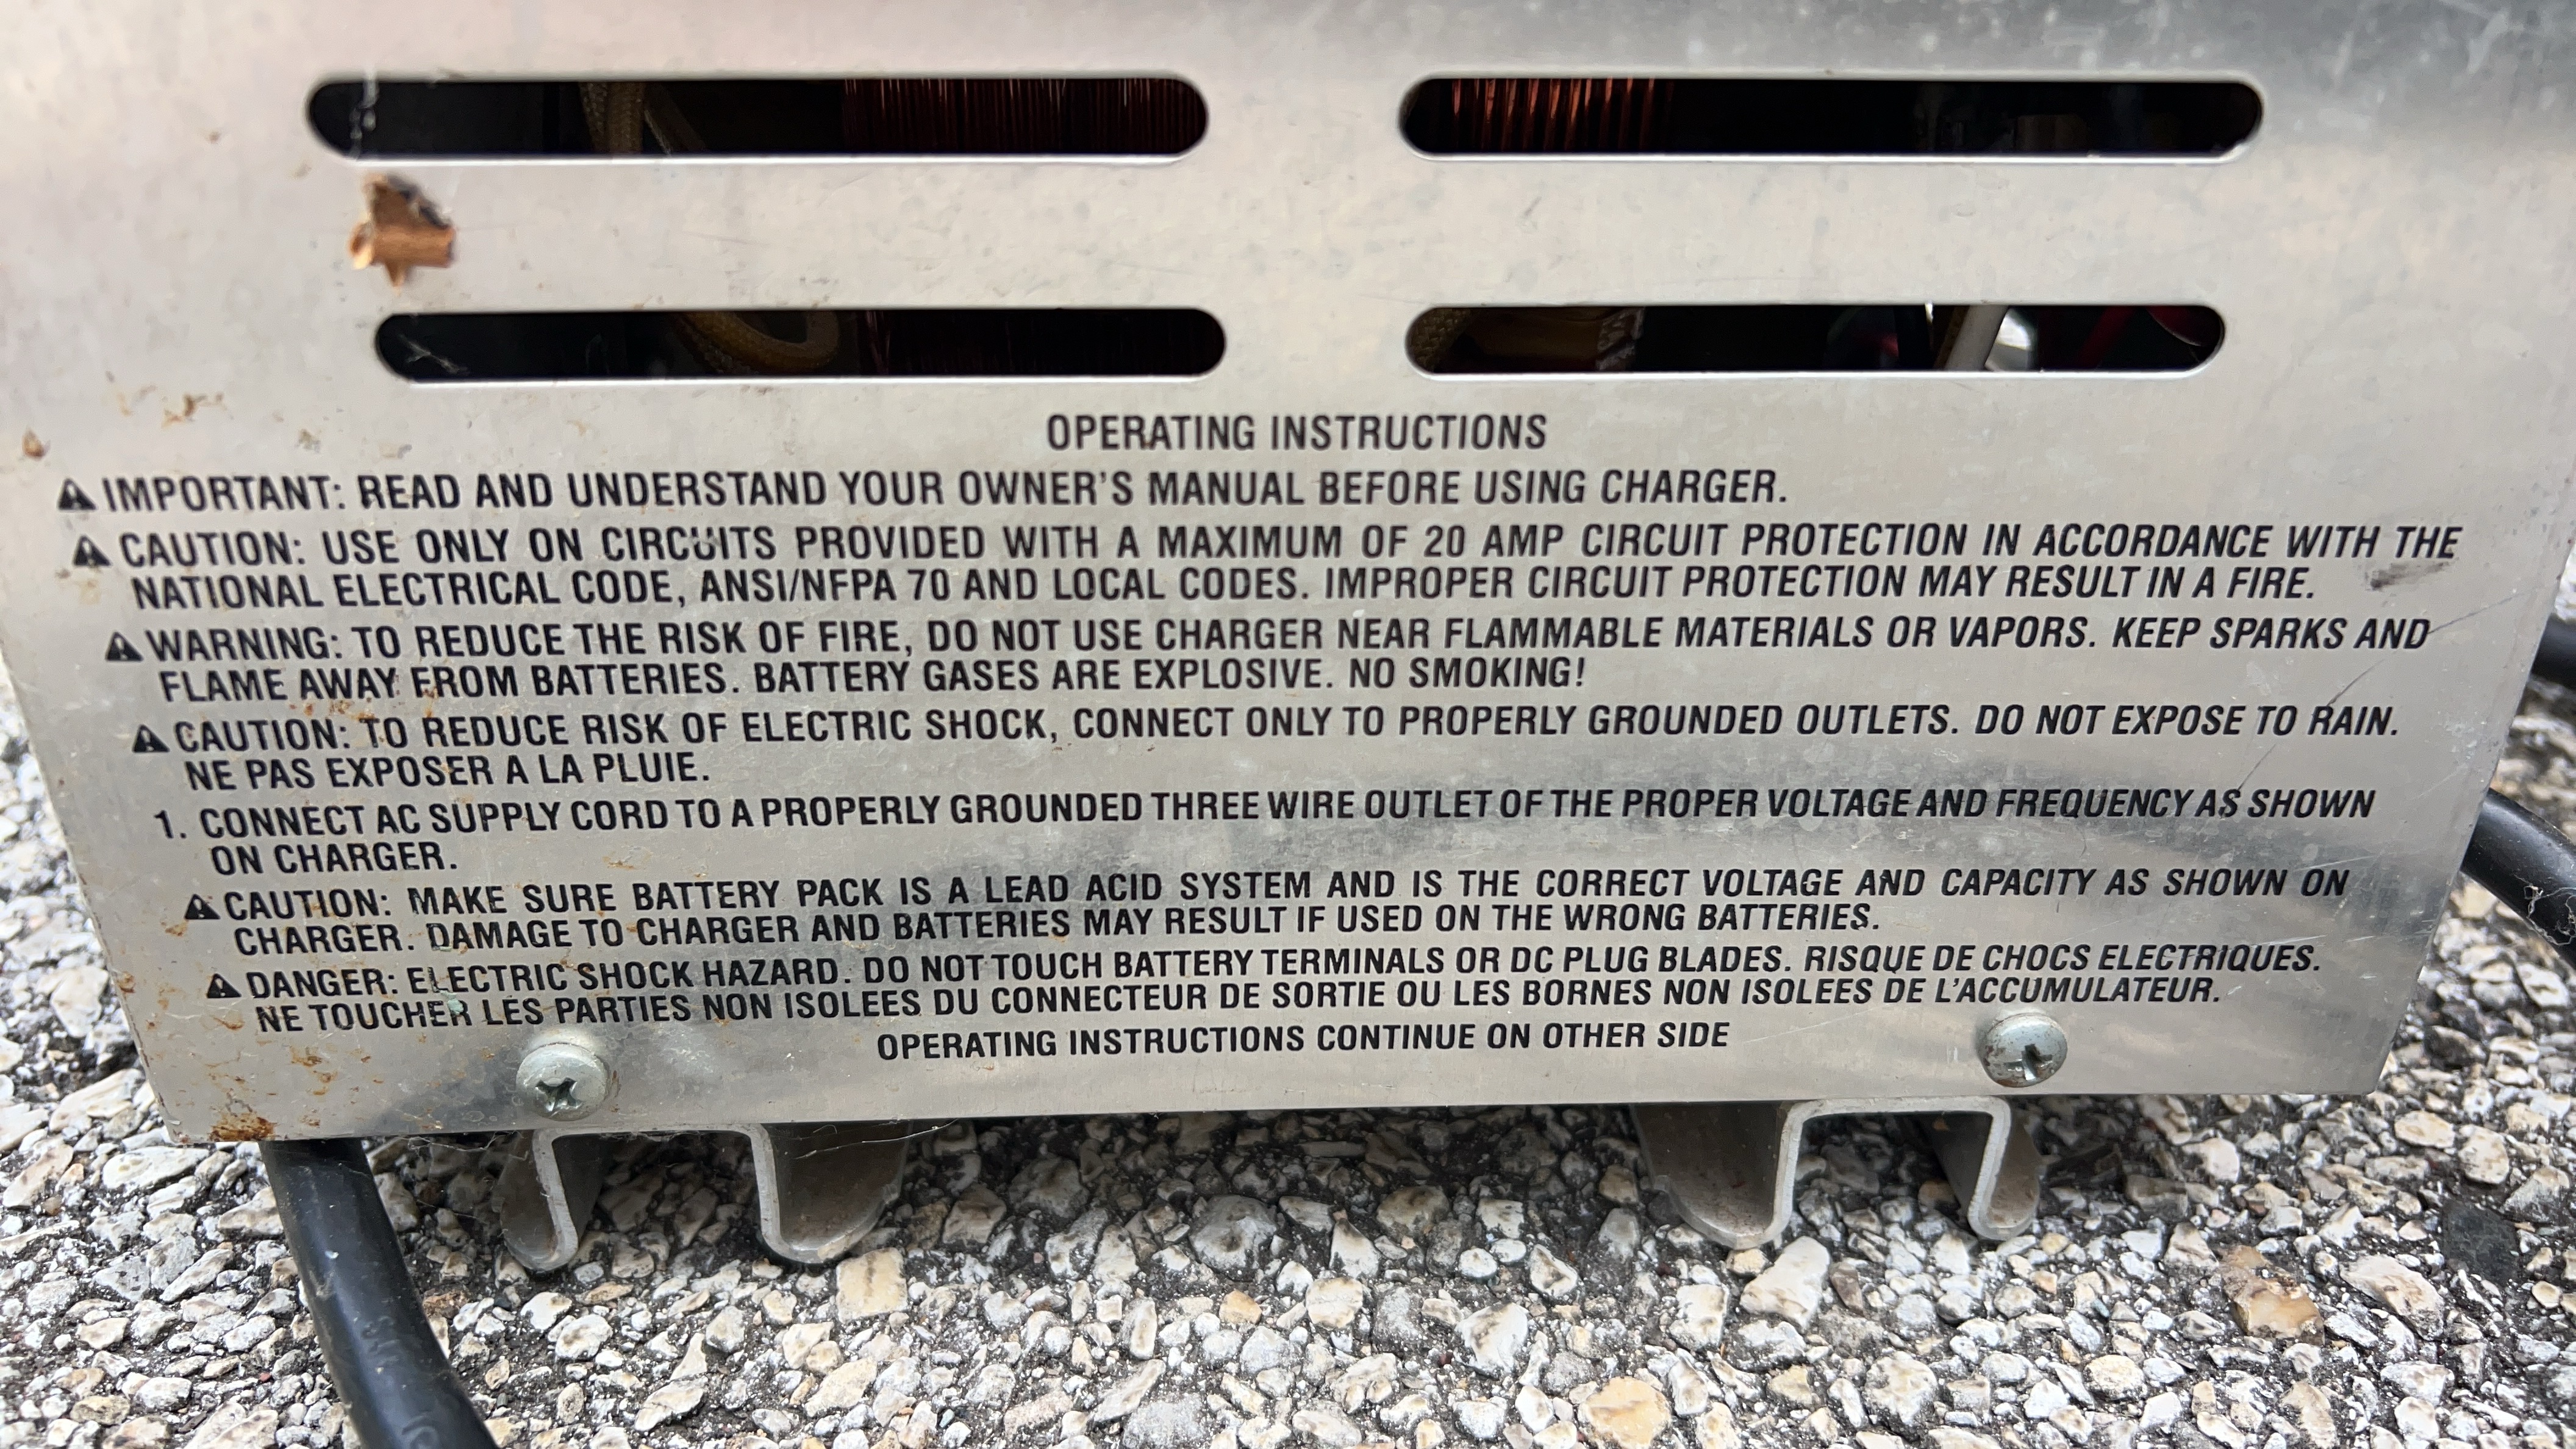 OPERATING INSTRUCTIONS
⚠ IMPORTANT: READ AND UNDERSTAND YOUR OWNER'S MANUAL BEFORE USING CHARGER.
⚠ CAUTION: USE ONLY ON CIRCUITS PROVIDED WITH A MAXIMUM OF 20 AMP CIRCUIT PROTECTION IN ACCORDANCE WITH THE
NATIONAL ELECTRICAL CODE, ANSI/NFPA 70 AND LOCAL CODES. IMPROPER CIRCUIT PROTECTION MAY RESULT IN A FIRE.
⚠ WARNING: TO REDUCE THE RISK OF FIRE, DO NOT USE CHARGER NEAR FLAMMABLE MATERIALS OR VAPORS. KEEP SPARKS AND
FLAME AWAY FROM BATTERIES. BATTERY GASES ARE EXPLOSIVE. NO SMOKING!
⚠ CAUTION: TO REDUCE RISK OF ELECTRIC SHOCK, CONNECT ONLY TO PROPERLY GROUNDED OUTLETS. DO NOT EXPOSE TO RAIN.
NE PAS EXPOSER A LA PLUIE.
1. CONNECT AC SUPPLY CORD TO A PROPERLY GROUNDED THREE WIRE OUTLET OF THE PROPER VOLTAGE AND FREQUENCY AS SHOWN
ON CHARGER.
⚠ CAUTION: MAKE SURE BATTERY PACK IS A LEAD ACID SYSTEM AND IS THE CORRECT VOLTAGE AND CAPACITY AS SHOWN ON
CHARGER. DAMAGE TO CHARGER AND BATTERIES MAY RESULT IF USED ON THE WRONG BATTERIES.
⚠ DANGER: ELECTRIC SHOCK HAZARD. DO NOT TOUCH BATTERY TERMINALS OR DC PLUG BLADES. RISQUE DE CHOCS ELECTRIQUES.
NE TOUCHER LES PARTIES NON ISOLEES DU CONNECTEUR DE SORTIE OU LES BORNES NON ISOLEES DE L'ACCUMULATEUR.
OPERATING INSTRUCTIONS CONTINUE ON OTHER SIDE